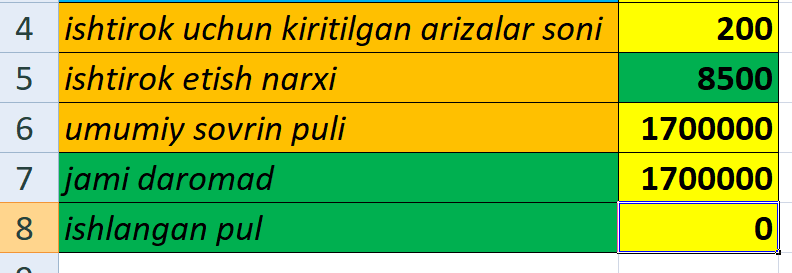 4 ishtirok uchun kiritilgan arizalar soni 200
5 ishtirok etish narxi 8500
6 umumiy sovrin puli 1700000
7 jami daromad 1700000
8 ishlangan pul 0